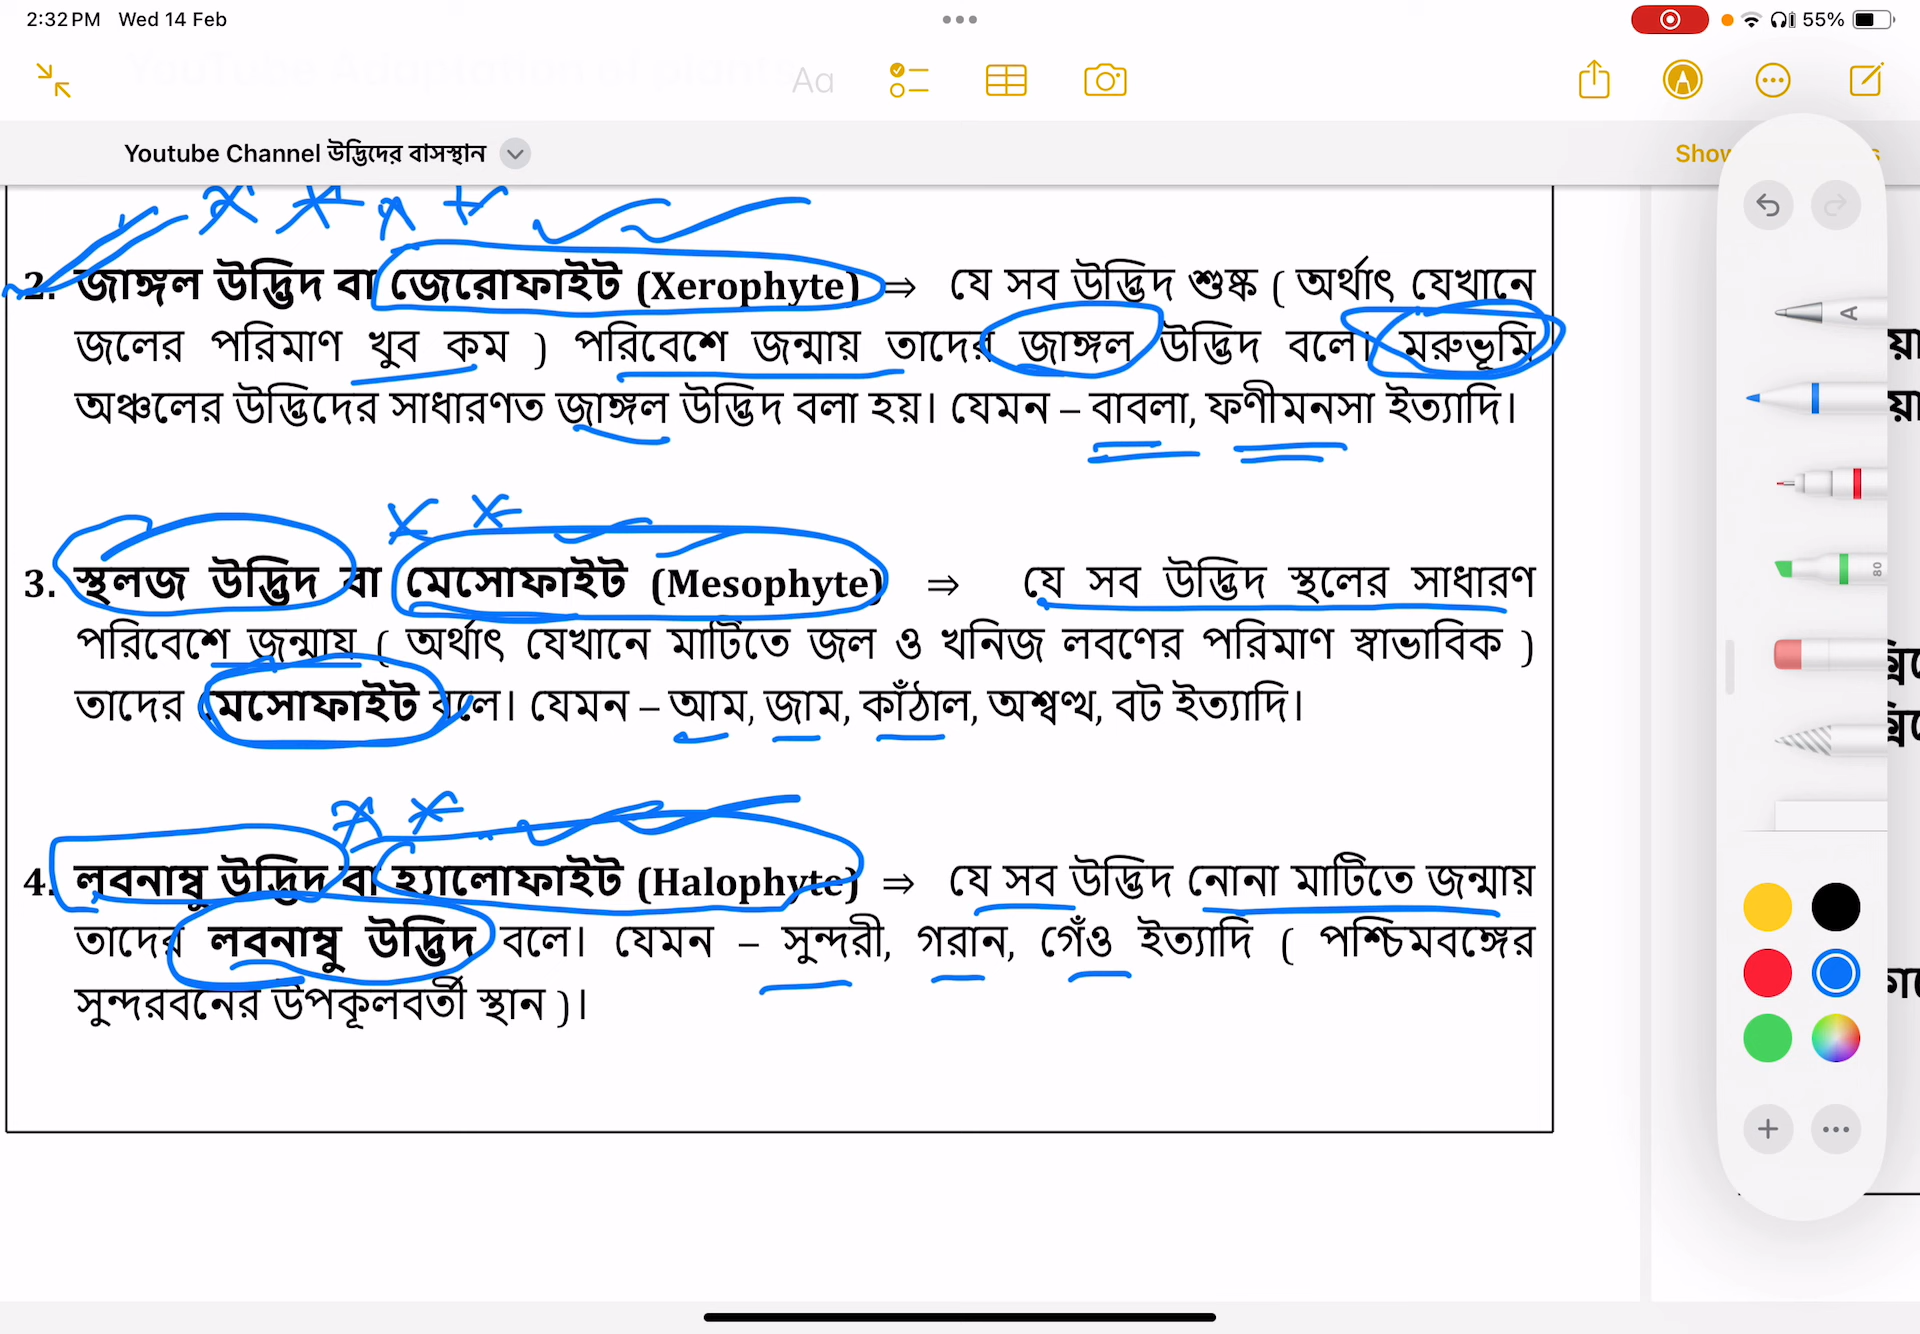 2:32 PM Wed 14 Feb
55%
Aa
Youtube Channel উদ্ভিদের বাসস্থান
Show
2. জাঙ্গল উদ্ভিদ বা জেরোফাইট (Xerophyte) ⇒ যে সব উদ্ভিদ শুষ্ক ( অর্থাৎ যেখানে
জলের পরিমাণ খুব কম ) পরিবেশে জন্মায় তাদের জাঙ্গল উদ্ভিদ বলে। মরুভূমি
অঞ্চলের উদ্ভিদের সাধারণত জাঙ্গল উদ্ভিদ বলা হয়। যেমন – বাবলা, ফণীমনসা ইত্যাদি।
3. স্থলজ উদ্ভিদ বা মেসোফাইট (Mesophyte) ⇒ যে সব উদ্ভিদ স্থলের সাধারণ
পরিবেশে জন্মায় ( অর্থাৎ যেখানে মাটিতে জল ও খনিজ লবণের পরিমাণ স্বাভাবিক )
তাদের মেসোফাইট বলে। যেমন – আম, জাম, কাঁঠাল, অশ্বত্থ, বট ইত্যাদি।
4. লবনাম্বু উদ্ভিদ বা হ্যালোফাইট (Halophyte) ⇒ যে সব উদ্ভিদ নোনা মাটিতে জন্মায়
তাদের লবনাম্বু উদ্ভিদ বলে। যেমন – সুন্দরী, গরান, গেঁও ইত্যাদি ( পশ্চিমবঙ্গের
সুন্দরবনের উপকূলবর্তী স্থান )।
A
80